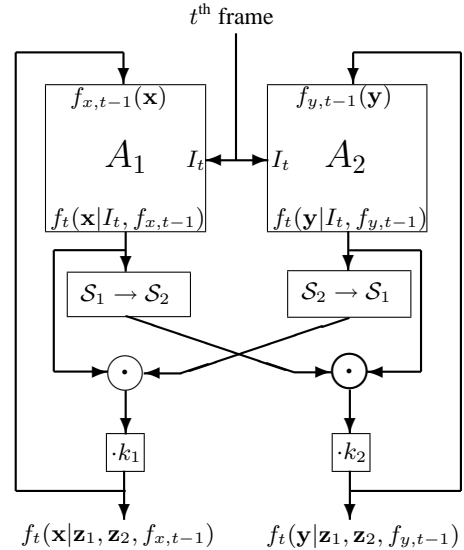 t^th frame
f_{x,t−1}(𝐱) f_{y,t−1}(𝐲)
A_1 I_t I_t A_2
f_t(𝐱|I_t, f_{x,t−1}) f_t(𝐲|I_t, f_{y,t−1})
𝒮_1 → 𝒮_2 𝒮_2 → 𝒮_1
· ·
·k_1 ·k_2
f_t(𝐱|𝐳_1, 𝐳_2, f_{x,t−1}) f_t(𝐲|𝐳_1, 𝐳_2, f_{y,t−1})